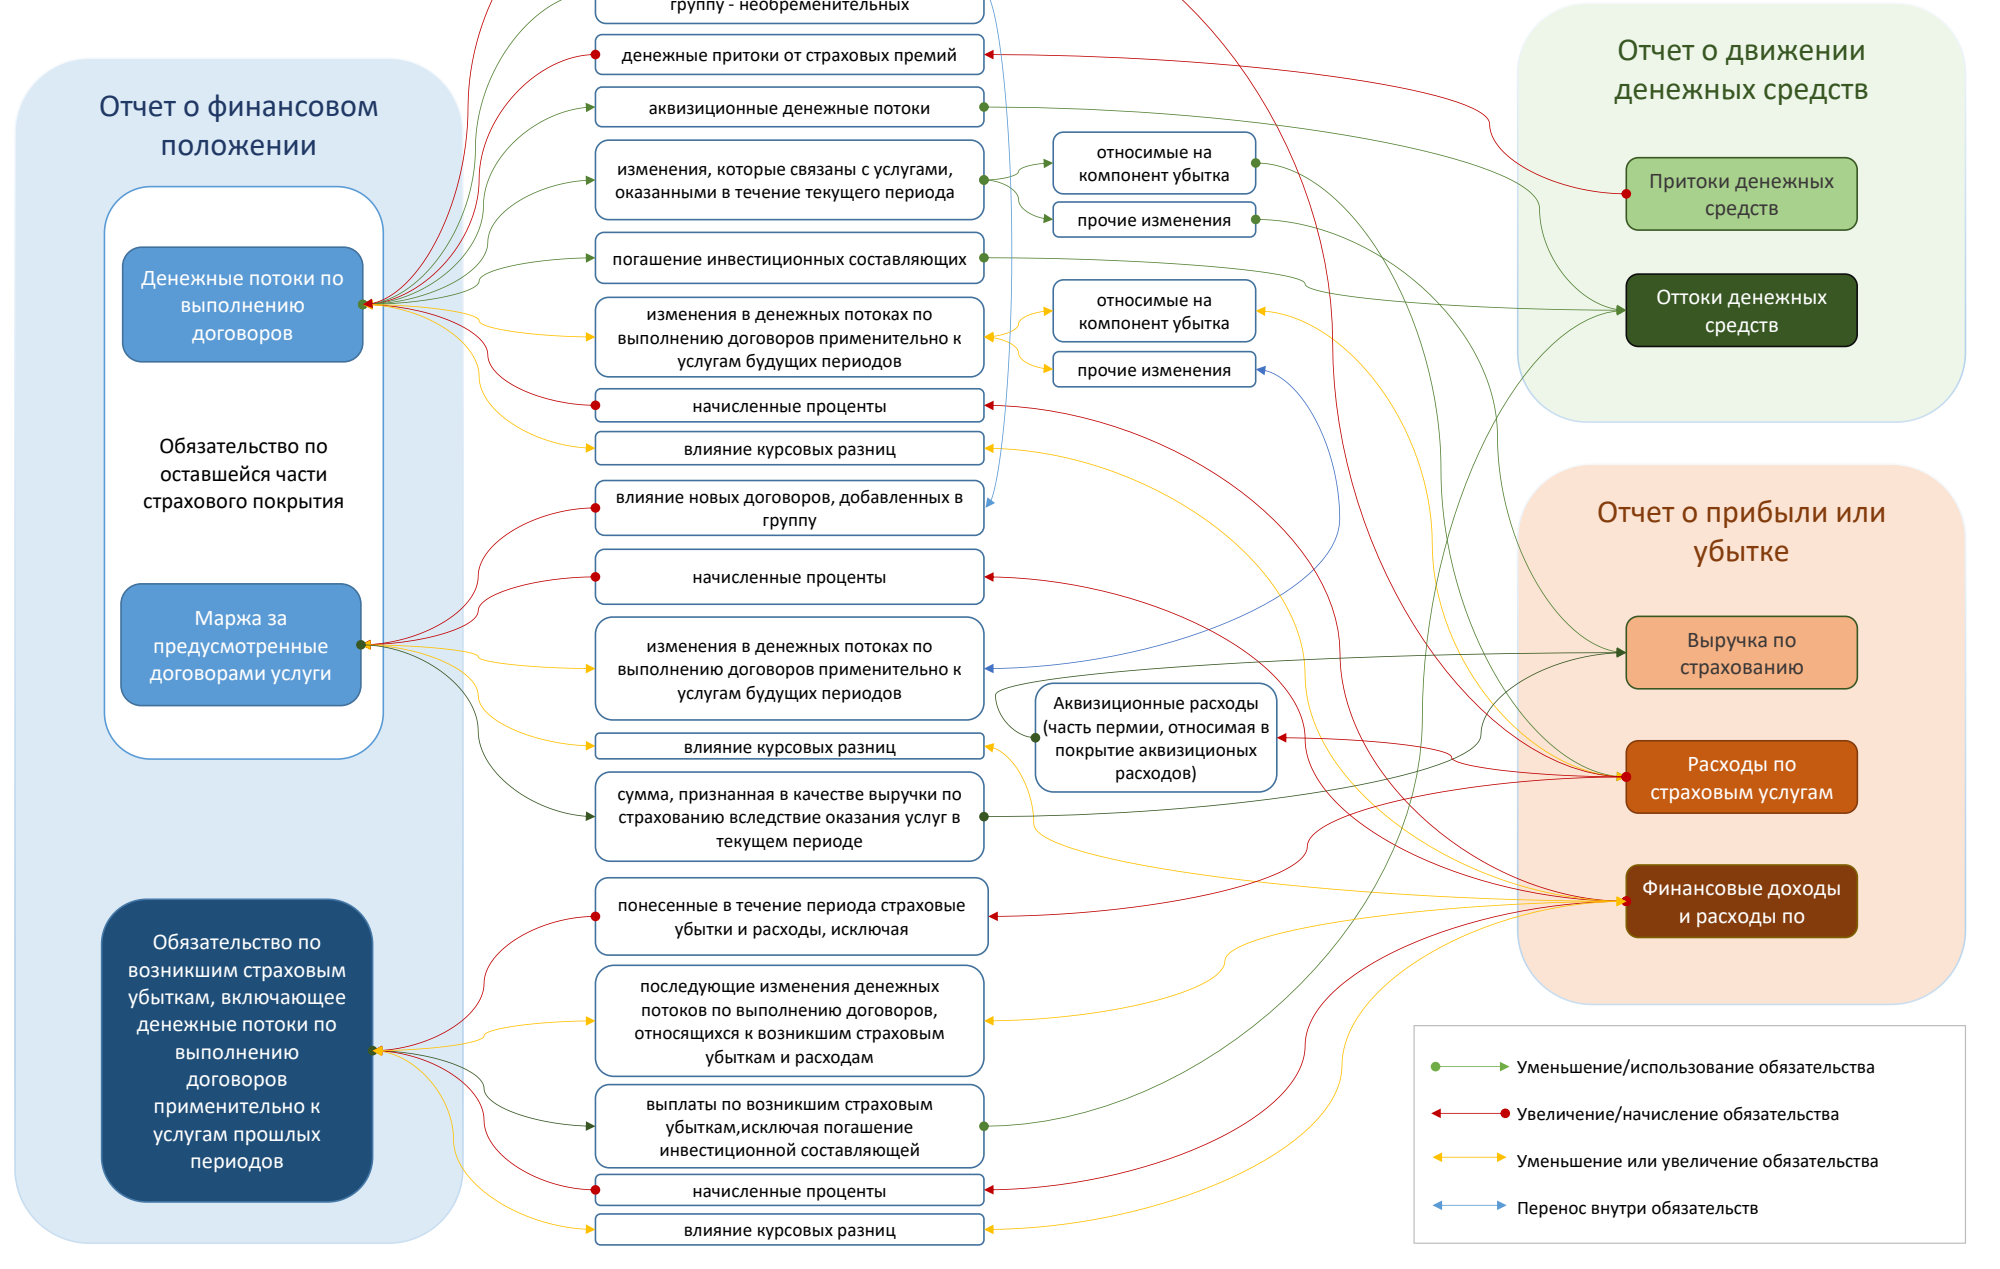 группу - необременительных
денежные притоки от страховых премий
аквизиционные денежные потоки
изменения, которые связаны с услугами,
оказанными в течение текущего периода
погашение инвестиционных составляющих
изменения в денежных потоках по
выполнению договоров применительно к
услугам будущих периодов
начисленные проценты
влияние курсовых разниц
влияние новых договоров, добавленных в
группу
начисленные проценты
изменения в денежных потоках по
выполнению договоров применительно к
услугам будущих периодов
влияние курсовых разниц
сумма, признанная в качестве выручки по
страхованию вследствие оказания услуг в
текущем периоде
понесенные в течение периода страховые
убытки и расходы, исключая
последующие изменения денежных
потоков по выполнению договоров,
относящихся к возникшим страховым
убыткам и расходам
выплаты по возникшим страховым
убыткам,исключая погашение
инвестиционной составляющей
начисленные проценты
влияние курсовых разниц
Отчет о финансовом
положении
Денежные потоки по
выполнению
договоров
Обязательство по
оставшейся части
страхового покрытия
Маржа за
предусмотренные
договорами услуги
Обязательство по
возникшим страховым
убыткам, включающее
денежные потоки по
выполнению
договоров
применительно к
услугам прошлых
периодов
относимые на
компонент убытка
прочие изменения
относимые на
компонент убытка
прочие изменения
Аквизиционные расходы
(часть пермии, относимая в
покрытие аквизиционых
расходов)
Отчет о движении
денежных средств
Притоки денежных
средств
Оттоки денежных
средств
Отчет о прибыли или
убытке
Выручка по
страхованию
Расходы по
страховым услугам
Финансовые доходы
и расходы по
Уменьшение/использование обязательства
Увеличение/начисление обязательства
Уменьшение или увеличение обязательства
Перенос внутри обязательств